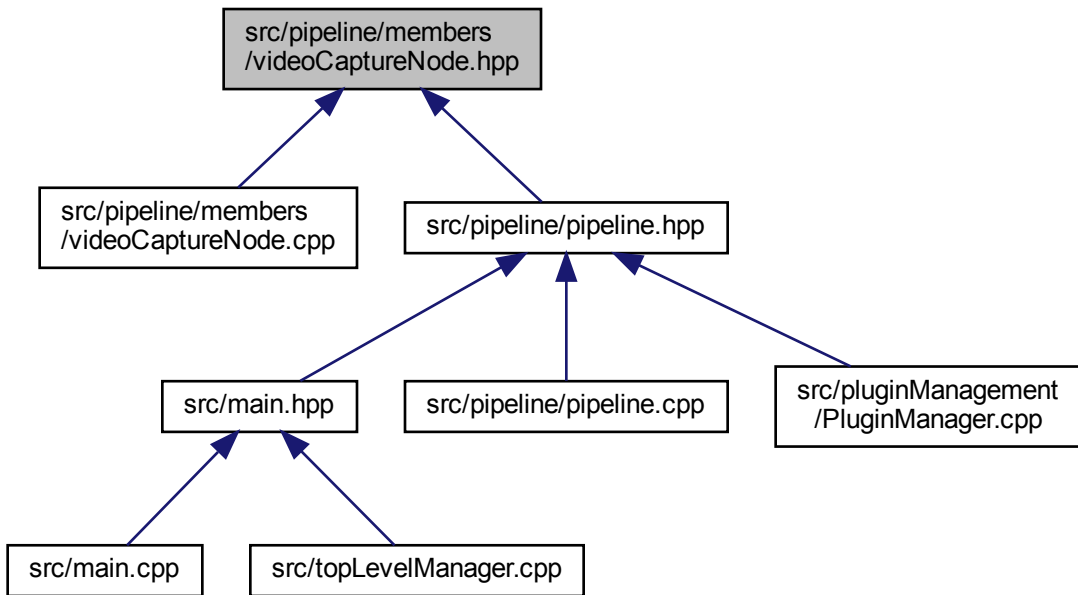 src/pipeline/members
/videoCaptureNode.hpp
src/pipeline/members
/videoCaptureNode.cpp
src/pipeline/pipeline.hpp
src/main.hpp
src/pipeline/pipeline.cpp
src/pluginManagement
/PluginManager.cpp
src/main.cpp
src/topLevelManager.cpp